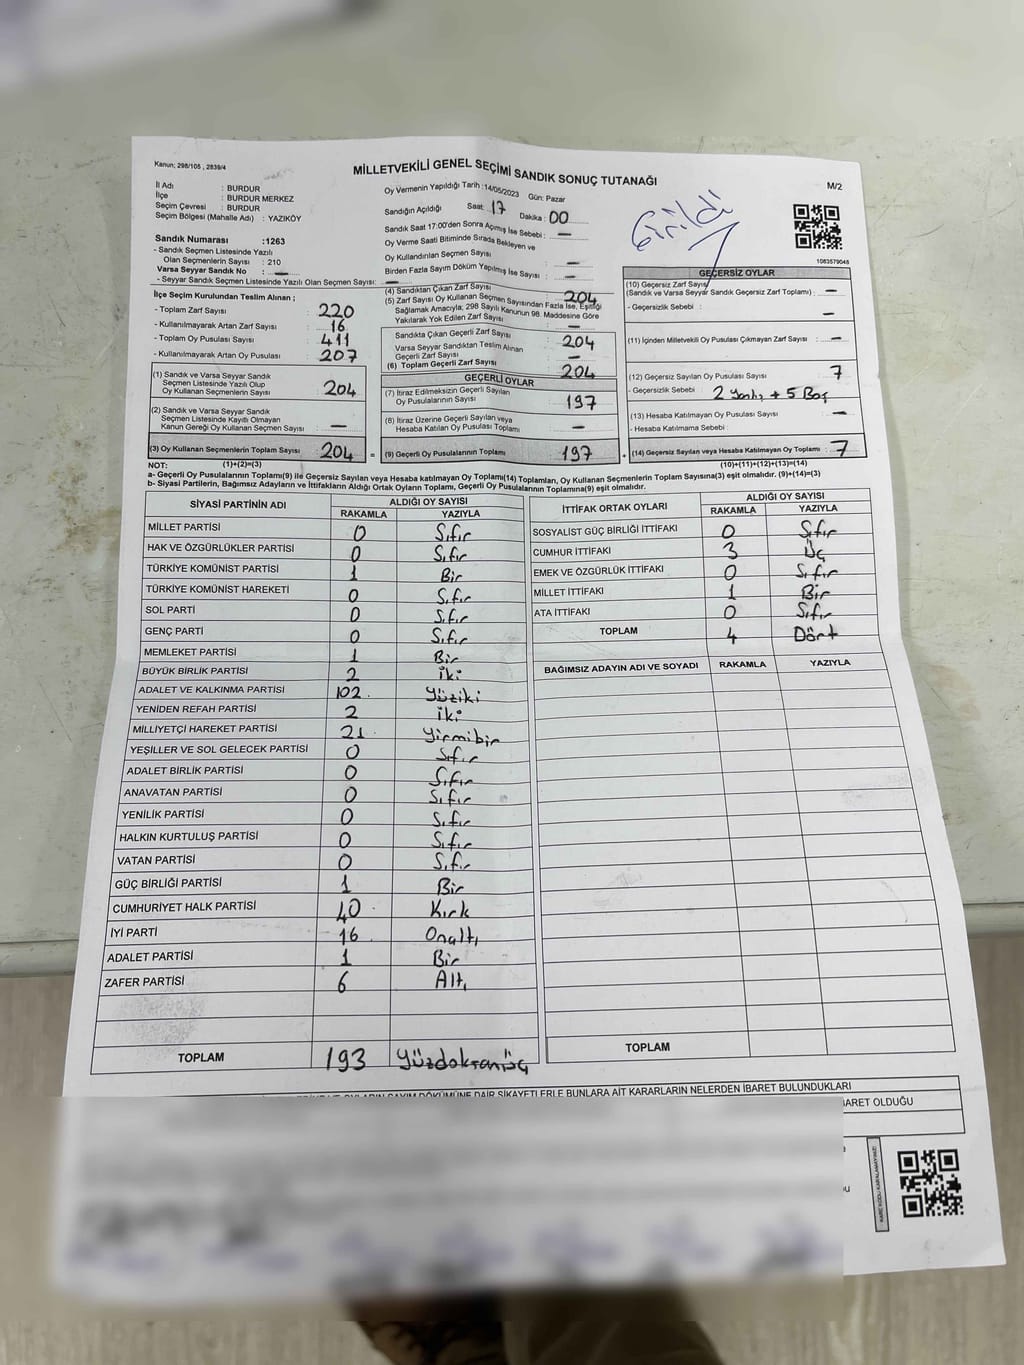 Kanun; 298/105 , 2839/4
MİLLETVEKİLİ GENEL SEÇİMİ SANDIK SONUÇ TUTANAĞI
M/2
İl Adı : BURDUR
İlçe : BURDUR MERKEZ
Seçim Çevresi : BURDUR
Seçim Bölgesi (Mahalle Adı) : YAZIKÖY
Sandık Numarası :1263
- Sandık Seçmen Listesinde Yazılı
Olan Seçmenlerin Sayısı : 210
Varsa Seyyar Sandık No : —
- Seyyar Sandık Seçmen Listesinde Yazılı Olan Seçmen Sayısı: —
Oy Vermenin Yapıldığı Tarih :14/05/2023 Gün: Pazar
Sandığın Açıldığı Saat: 17 Dakika : 00
Sandık Saat 17:00'den Sonra Açılmış İse Sebebi : —
Oy Verme Saati Bitiminde Sırada Bekleyen ve
Oy Kullandırılan Seçmen Sayısı : —
Birden Fazla Sayım Döküm Yapılmış İse Sayısı : —
Girildi
1083579045
İlçe Seçim Kurulundan Teslim Alınan ;
- Toplam Zarf Sayısı : 220
- Kullanılmayarak Artan Zarf Sayısı : 16
- Toplam Oy Pusulası Sayısı : 411
- Kullanılmayarak Artan Oy Pusulası : 207
(1) Sandık ve Varsa Seyyar Sandık
Seçmen Listesinde Yazılı Olup
Oy Kullanan Seçmenlerin Sayısı : 204
(2) Sandık ve Varsa Seyyar Sandık
Seçmen Listesinde Kayıtlı Olmayan
Kanun Gereği Oy Kullanan Seçmen Sayısı : —
(3) Oy Kullanan Seçmenlerin Toplam Sayısı : 204
(4) Sandıktan Çıkan Zarf Sayısı : 204
(5) Zarf Sayısı Oy Kullanan Seçmen Sayısından Fazla İse, Eşitliği
Sağlamak Amacıyla; 298 Sayılı Kanunun 98. Maddesine Göre
Yakılarak Yok Edilen Zarf Sayısı : —
Sandıkta Çıkan Geçerli Zarf Sayısı : 204
Varsa Seyyar Sandıktan Teslim Alınan
Geçerli Zarf Sayısı : —
(6) Toplam Geçerli Zarf Sayısı : 204
GEÇERLİ OYLAR
(7) İtiraz Edilmeksizin Geçerli Sayılan
Oy Pusulalarının Sayısı : 197
(8) İtiraz Üzerine Geçerli Sayılan veya
Hesaba Katılan Oy Pusulası Toplamı : —
= (9) Geçerli Oy Pusulalarının Toplamı : 197
GEÇERSİZ OYLAR
(10) Geçersiz Zarf Sayısı
(Sandık ve Varsa Seyyar Sandık Geçersiz Zarf Toplamı) : —
- Geçersizlik Sebebi : —
(11) İçinden Milletvekili Oy Pusulası Çıkmayan Zarf Sayısı : —
(12) Geçersiz Sayılan Oy Pusulası Sayısı : 7
- Geçersizlik Sebebi : 2 yanlış + 5 Boş
(13) Hesaba Katılmayan Oy Pusulası Sayısı : —
- Hesaba Katılmama Sebebi :
+ (14) Geçersiz Sayılan veya Hesaba Katılmayan Oy Toplamı : 7
NOT: (1)+(2)=(3) (10)+(11)+(12)+(13)=(14)
a- Geçerli Oy Pusulalarının Toplamı(9) ile Geçersiz Sayılan veya Hesaba katılmayan Oy Toplamı(14) Toplamları, Oy Kullanan Seçmenlerin Toplam Sayısına(3) eşit olmalıdır. (9)+(14)=(3)
b- Siyasi Partilerin, Bağımsız Adayların ve İttifakların Aldığı Ortak Oyların Toplamı, Geçerli Oy Pusulalarının Toplamına(9) eşit olmalıdır.
SİYASİ PARTİNİN ADI ALDIĞI OY SAYISI
RAKAMLA YAZIYLA
MİLLET PARTİSİ 0 Sıfır
HAK VE ÖZGÜRLÜKLER PARTİSİ 0 Sıfır
TÜRKİYE KOMÜNİST PARTİSİ 1 Bir
TÜRKİYE KOMÜNİST HAREKETİ 0 Sıfır
SOL PARTİ 0 Sıfır
GENÇ PARTİ 0 Sıfır
MEMLEKET PARTİSİ 1 Bir
BÜYÜK BİRLİK PARTİSİ 2 iki
ADALET VE KALKINMA PARTİSİ 102 yüziki
YENİDEN REFAH PARTİSİ 2 iki
MİLLİYETÇİ HAREKET PARTİSİ 21 yirmibir
YEŞİLLER VE SOL GELECEK PARTİSİ 0 Sıfır
ADALET BİRLİK PARTİSİ 0 Sıfır
ANAVATAN PARTİSİ 0 Sıfır
YENİLİK PARTİSİ 0 Sıfır
HALKIN KURTULUŞ PARTİSİ 0 Sıfır
VATAN PARTİSİ 0 Sıfır
GÜÇ BİRLİĞİ PARTİSİ 1 Bir
CUMHURİYET HALK PARTİSİ 40 Kırk
İYİ PARTİ 16 Onaltı
ADALET PARTİSİ 1 Bir
ZAFER PARTİSİ 6 Altı
TOPLAM 193 yüzdoksanüç
İTTİFAK ORTAK OYLARI ALDIĞI OY SAYISI
RAKAMLA YAZIYLA
SOSYALİST GÜÇ BİRLİĞİ İTTİFAKI 0 Sıfır
CUMHUR İTTİFAKI 3 Üç
EMEK VE ÖZGÜRLÜK İTTİFAKI 0 Sıfır
MİLLET İTTİFAKI 1 Bir
ATA İTTİFAKI 0 Sıfır
TOPLAM 4 Dört
BAĞIMSIZ ADAYIN ADI VE SOYADI RAKAMLA YAZIYLA
TOPLAM
OYLARIN SAYIM DÖKÜMÜNE DAİR ŞİKAYETLERLE BUNLARA AİT KARARLARIN NELERDEN İBARET BULUNDUKLARI
İBARET OLDUĞU
KARE KODU KARALAMAYINIZ!